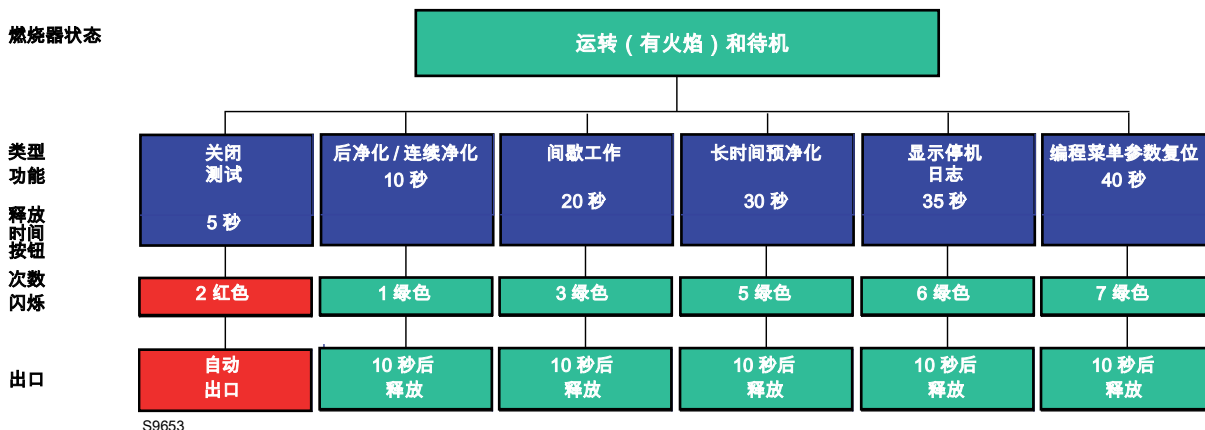 燃烧器状态
运转（有火焰）和待机
类型
功能
释放
时间
按钮
关闭
测试
5 秒
后净化 / 连续净化
10 秒
间歇工作
20 秒
长时间预净化
30 秒
显示停机
日志
35 秒
编程菜单参数复位
40 秒
次数
闪烁
2 红色
1 绿色
3 绿色
5 绿色
6 绿色
7 绿色
出口
自动
出口
10 秒后
释放
10 秒后
释放
10 秒后
释放
10 秒后
释放
10 秒后
释放
S9653